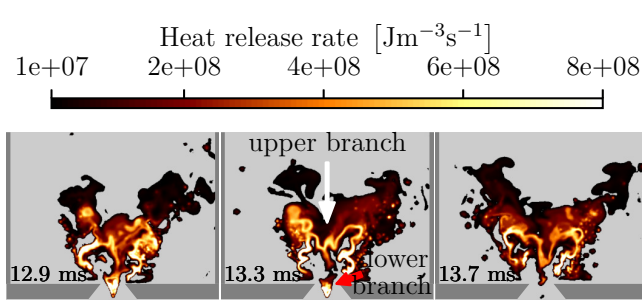 Heat release rate [Jm⁻³s⁻¹]
1e+07 2e+08 4e+08 6e+08 8e+08
upper branch
lower
branch
12.9 ms 13.3 ms 13.7 ms